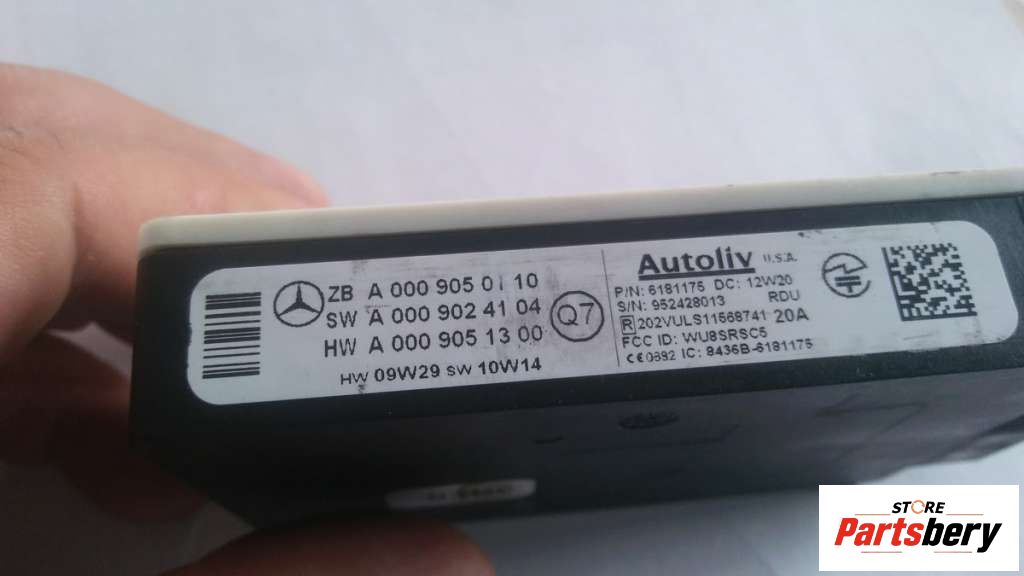 ZB A 000 905 01 10
SW A 000 902 41 04
HW A 000 905 13 00
Q7
HW 09W29 SW 10W14
Autoliv U.S.A.
P/N: 6181175 DC: 12W20
S/N: 952428013 RDU
R 202VULS11568741 20A
FCC ID: WU8SRSC5
CE0682 IC: 8436B-6181175
STORE
Partsbery